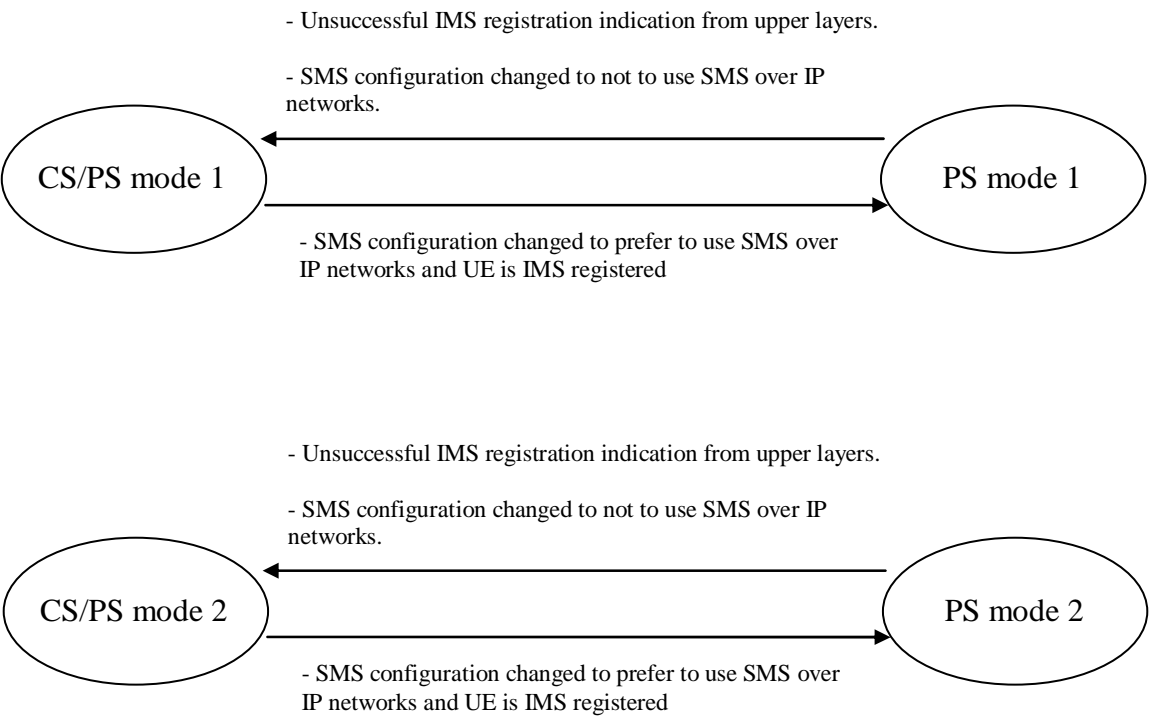 - Unsuccessful IMS registration indication from upper layers.
- SMS configuration changed to not to use SMS over IP
networks.
CS/PS mode 1
PS mode 1
- SMS configuration changed to prefer to use SMS over
IP networks and UE is IMS registered
- Unsuccessful IMS registration indication from upper layers.
- SMS configuration changed to not to use SMS over IP
networks.
CS/PS mode 2
PS mode 2
- SMS configuration changed to prefer to use SMS over
IP networks and UE is IMS registered